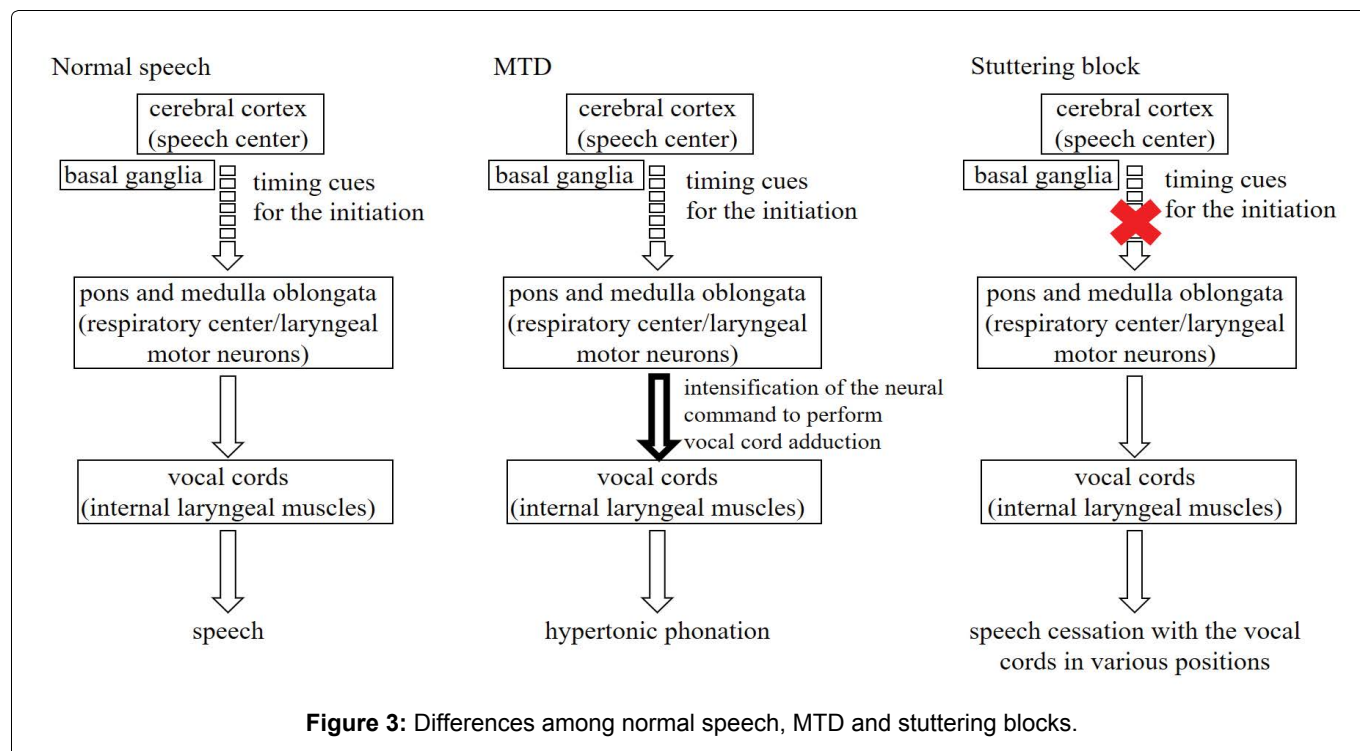 Normal speech
cerebral cortex
(speech center)
basal ganglia
timing cues
for the initiation
pons and medulla oblongata
(respiratory center/laryngeal
motor neurons)
vocal cords
(internal laryngeal muscles)
speech
MTD
cerebral cortex
(speech center)
basal ganglia
timing cues
for the initiation
pons and medulla oblongata
(respiratory center/laryngeal
motor neurons)
intensification of the neural
command to perform
vocal cord adduction
vocal cords
(internal laryngeal muscles)
hypertonic phonation
Stuttering block
cerebral cortex
(speech center)
basal ganglia
timing cues
for the initiation
pons and medulla oblongata
(respiratory center/laryngeal
motor neurons)
vocal cords
(internal laryngeal muscles)
speech cessation with the vocal
cords in various positions
Figure 3: Differences among normal speech, MTD and stuttering blocks.